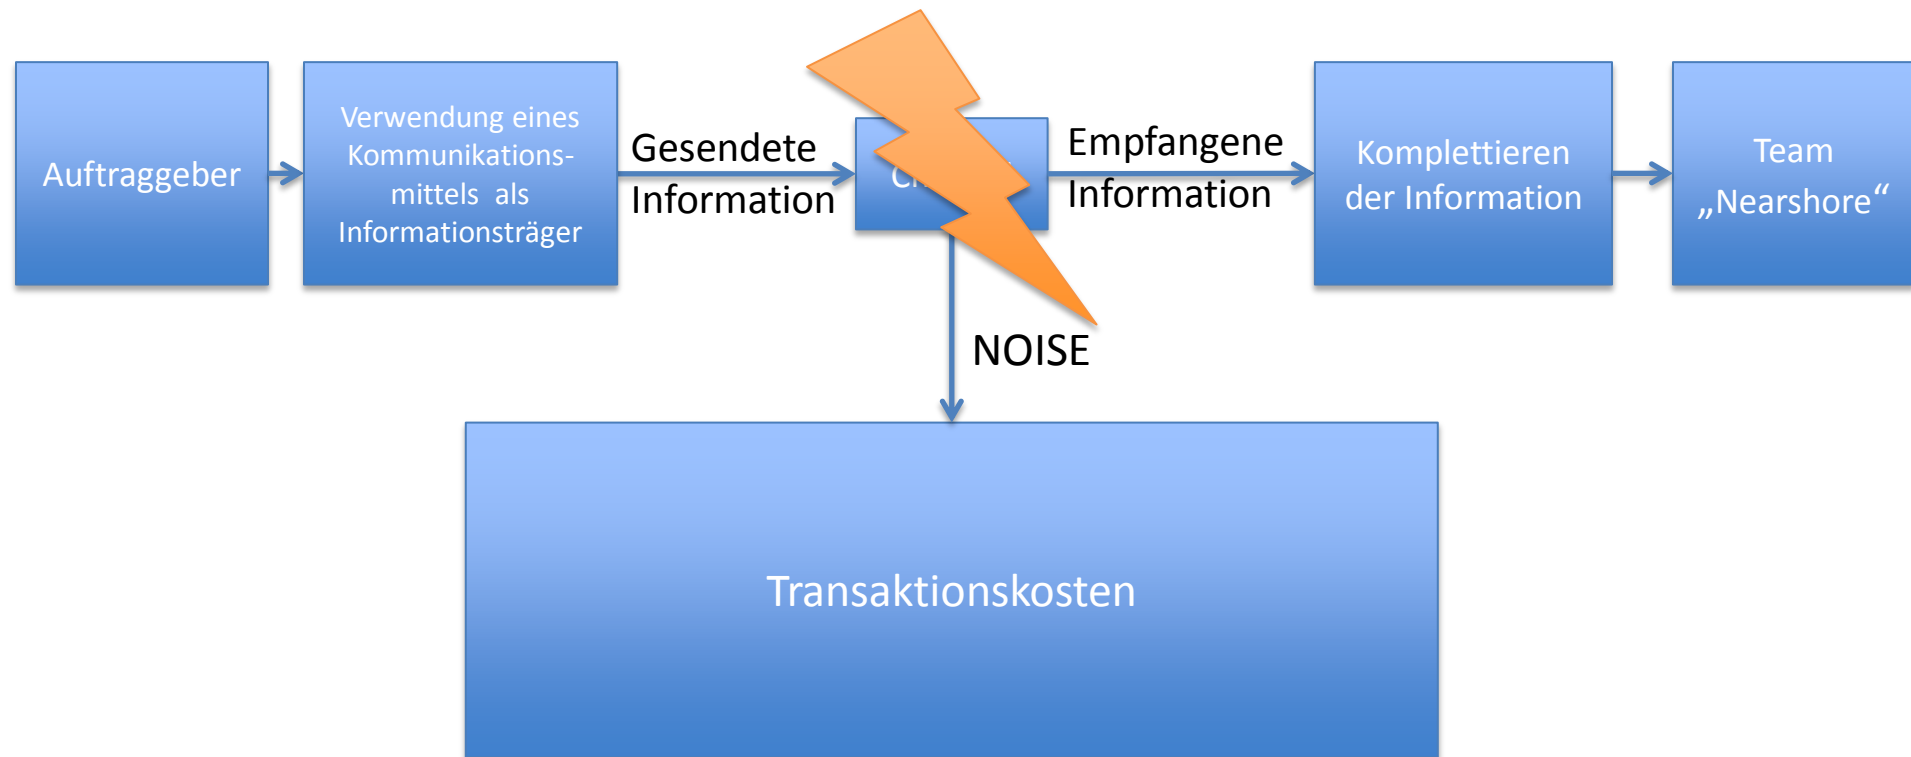 Auftraggeber
Verwendung eines
Kommunikations-
mittels als
Informationsträger
Gesendete
Information
Empfangene
Information
Komplettieren
der Information
Team
„Nearshore“
NOISE
Transaktionskosten